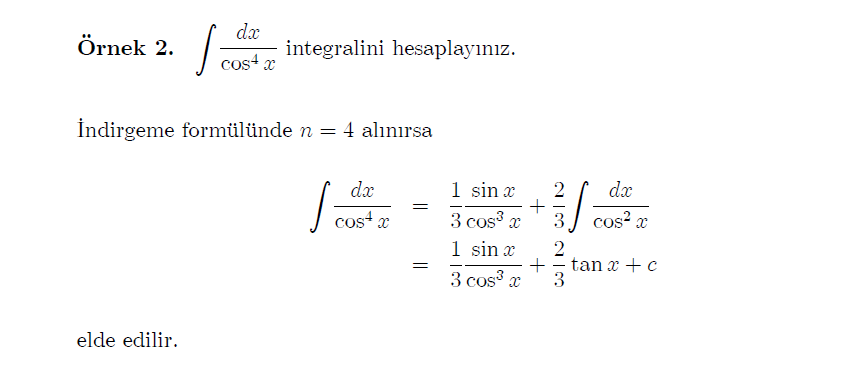 Örnek 2. ∫ dx/cos⁴ x integralini hesaplayınız.
İndirgeme formülünde n = 4 alınırsa
∫ dx/cos⁴ x = 1/3 sin x/cos³ x + 2/3 ∫ dx/cos² x
= 1/3 sin x/cos³ x + 2/3 tan x + c
elde edilir.